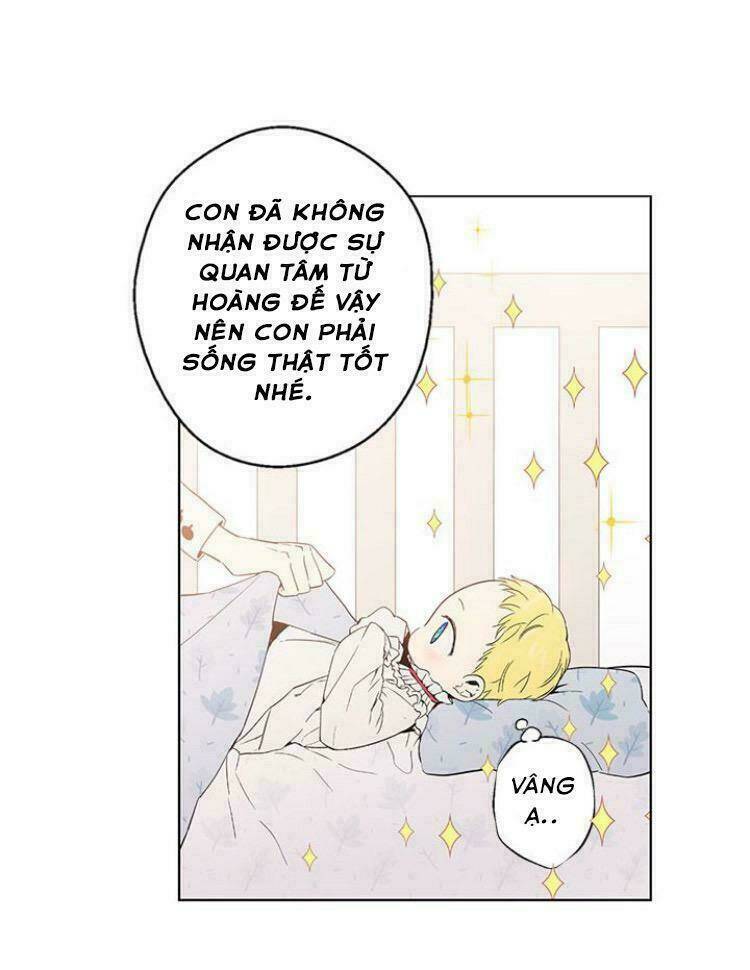 CON ĐÃ KHÔNG
NHẬN ĐƯỢC SỰ
QUAN TÂM TỪ
HOÀNG ĐẾ VẬY
NÊN CON PHẢI
SỐNG THẬT TỐT
NHÉ.
VÂNG
Ạ..